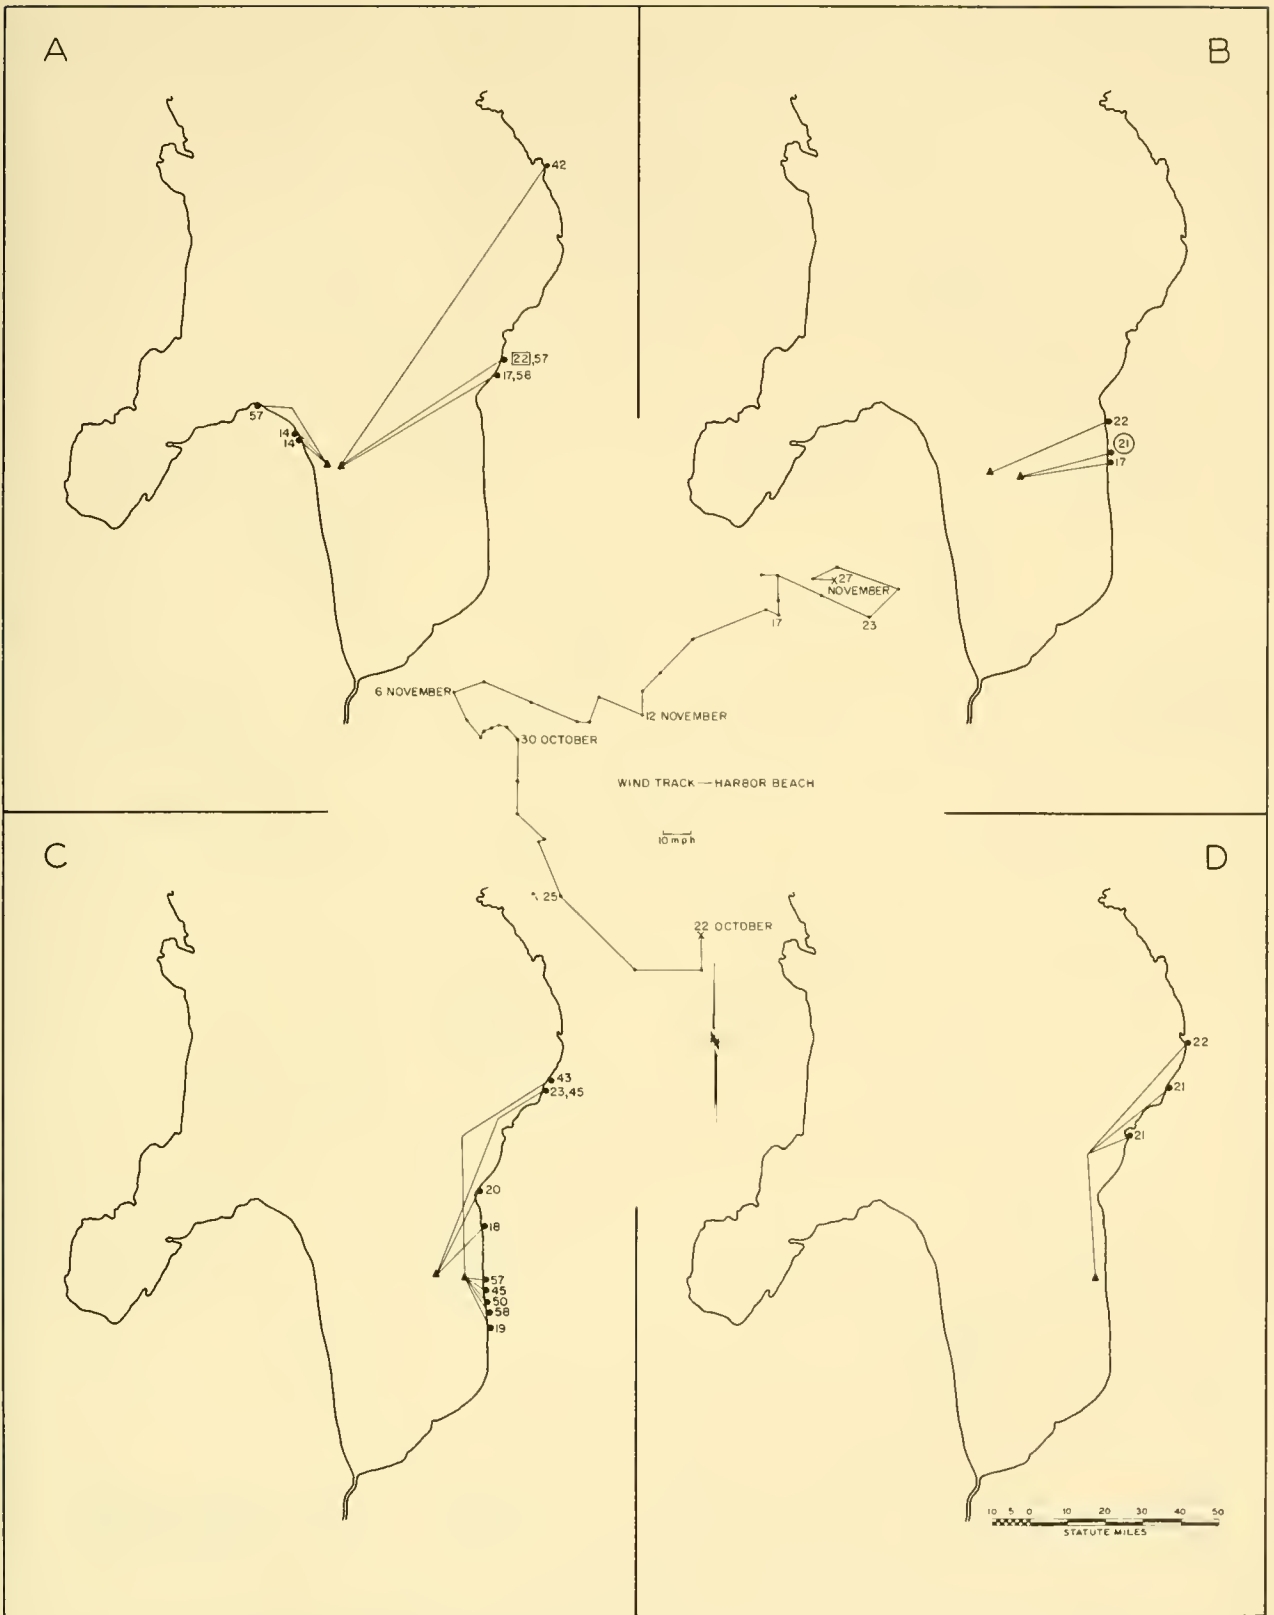 A
B
42
22,57
17,58
57
14
14
22
21
17
27
NOVEMBER
17
23
6 NOVEMBER
12 NOVEMBER
30 OCTOBER
WIND TRACK — HARBOR BEACH
10 mph
C
D
25
22 OCTOBER
43
23,45
20
18
57
45
50
58
19
22
21
21
10 5 0 10 20 30 40 50
STATUTE MILES